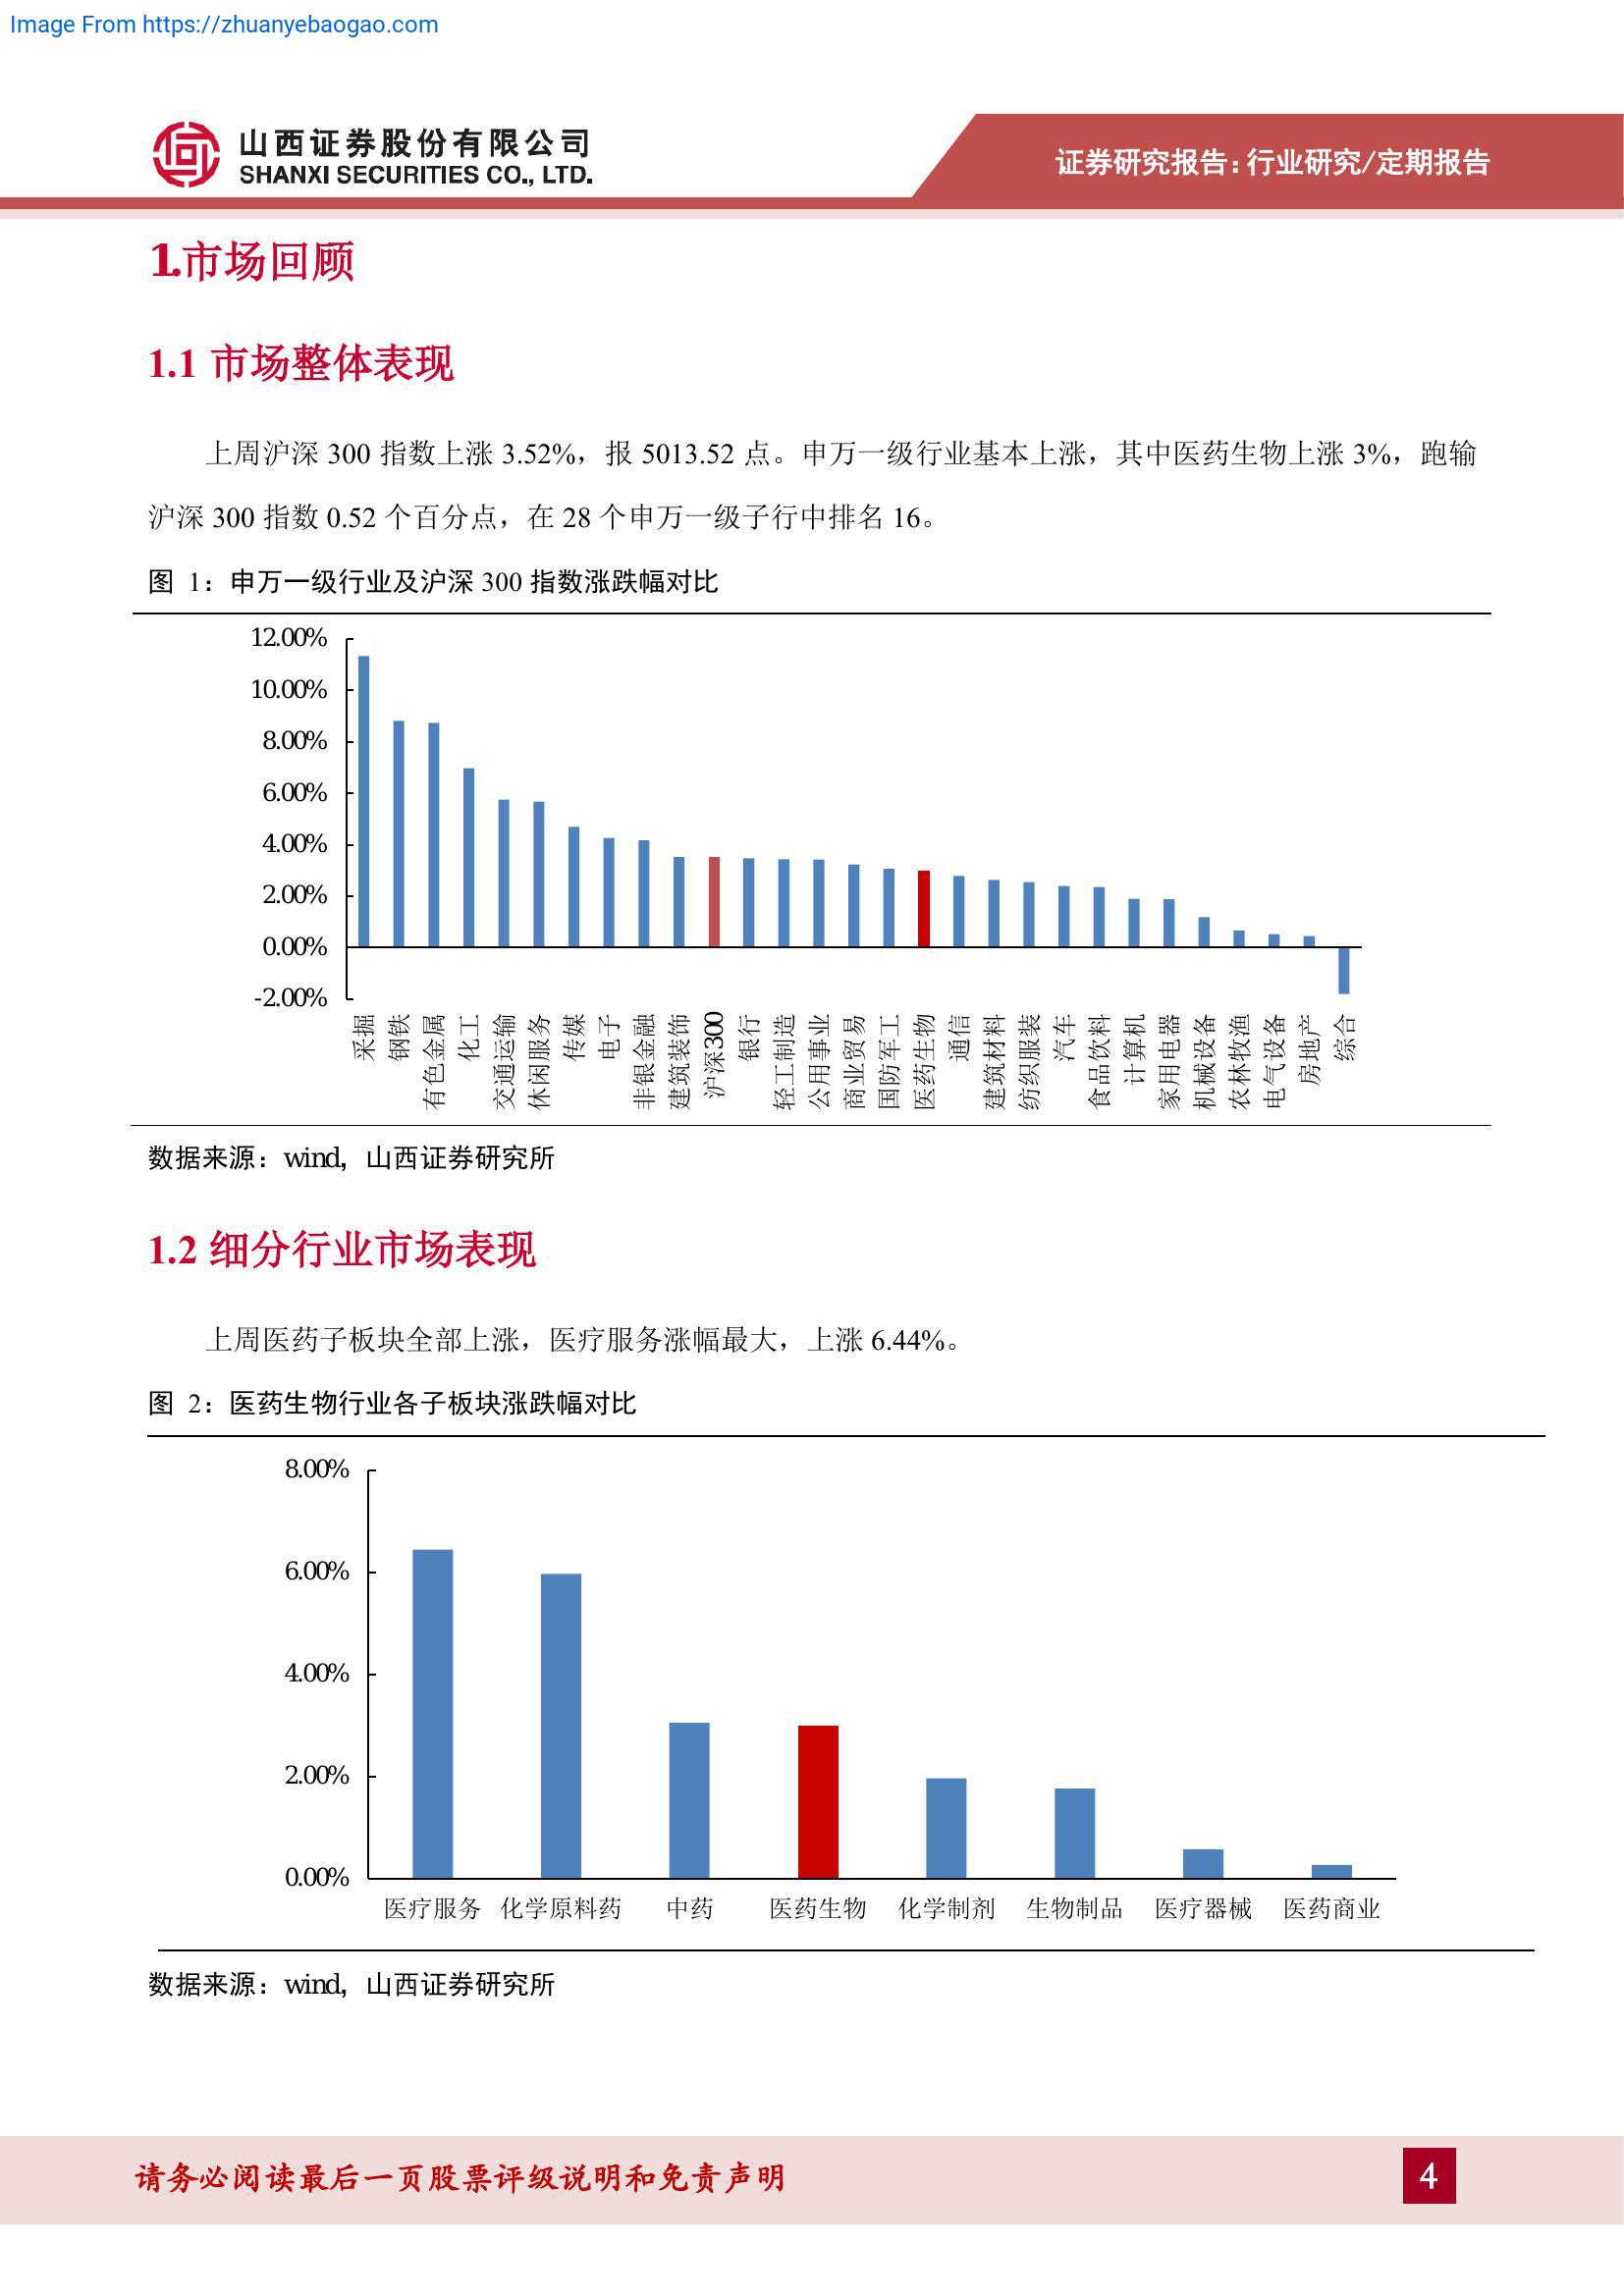 Image From https://zhuanyebaogao.com
山西证券股份有限公司
SHANXI SECURITIES CO., LTD.
证券研究报告:行业研究/定期报告
1.市场回顾
1.1 市场整体表现
上周沪深 300 指数上涨 3.52%，报 5013.52 点。申万一级行业基本上涨，其中医药生物上涨 3%，跑输
沪深 300 指数 0.52 个百分点，在 28 个申万一级子行中排名 16。
图 1：申万一级行业及沪深 300 指数涨跌幅对比
12.00%
10.00%
8.00%
6.00%
4.00%
2.00%
0.00%
-2.00%
采掘
钢铁
有色金属
化工
交通运输
休闲服务
传媒
电子
非银金融
建筑装饰
沪深300
银行
轻工制造
公用事业
商业贸易
国防军工
医药生物
通信
建筑材料
纺织服装
汽车
食品饮料
计算机
家用电器
机械设备
农林牧渔
电气设备
房地产
综合
数据来源：wind，山西证券研究所
1.2 细分行业市场表现
上周医药子板块全部上涨，医疗服务涨幅最大，上涨 6.44%。
图 2：医药生物行业各子板块涨跌幅对比
8.00%
6.00%
4.00%
2.00%
0.00%
医疗服务 化学原料药 中药 医药生物 化学制剂 生物制品 医疗器械 医药商业
数据来源：wind，山西证券研究所
请务必阅读最后一页股票评级说明和免责声明
4